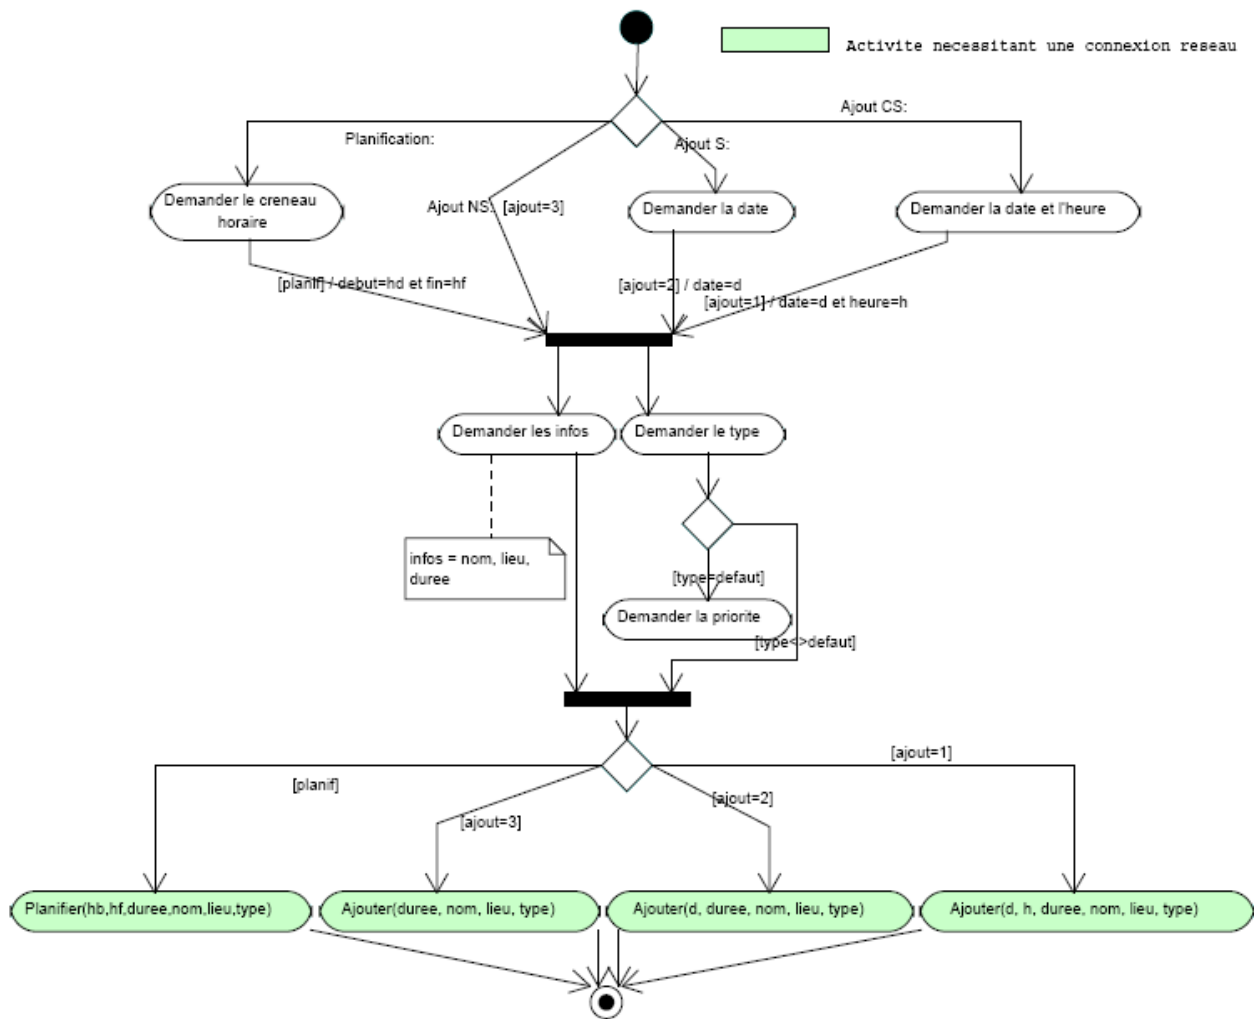 Activite necessitant une connexion reseau
Ajout CS:
Planification:
Ajout S:
Demander le creneau
horaire
Ajout NS:
[ajout=3]
Demander la date
Demander la date et l'heure
[planif] / debut=hd et fin=hf
[ajout=2] / date=d
[ajout=1] / date=d et heure=h
Demander les infos
Demander le type
infos = nom, lieu,
duree
[type=defaut]
Demander la priorite
[type<>defaut]
[ajout=1]
[planif]
[ajout=2]
[ajout=3]
Planifier(hb,hf,duree,nom,lieu,type)
Ajouter(duree, nom, lieu, type)
Ajouter(d, duree, nom, lieu, type)
Ajouter(d, h, duree, nom, lieu, type)